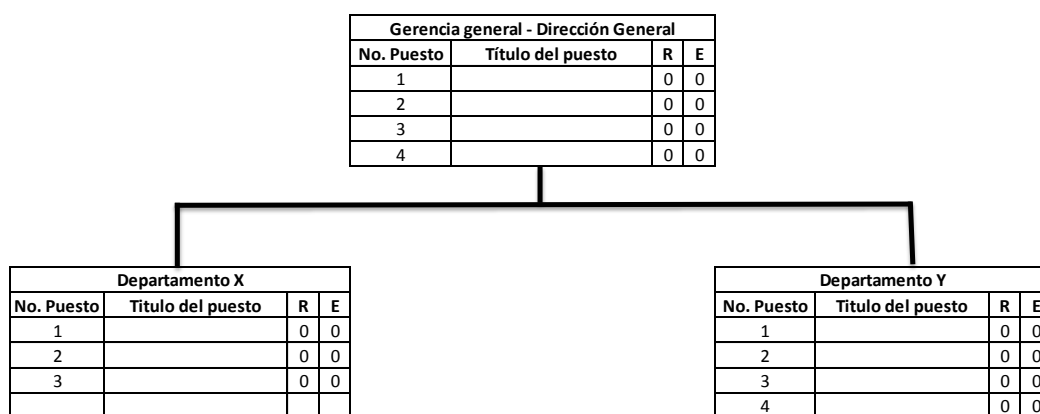 Gerencia general - Dirección General
No. Puesto Título del puesto R E
1 0 0
2 0 0
3 0 0
4 0 0
Departamento X
No. Puesto Titulo del puesto R E
1 0 0
2 0 0
3 0 0
Departamento Y
No. Puesto Titulo del puesto R E
1 0 0
2 0 0
3 0 0
4 0 0